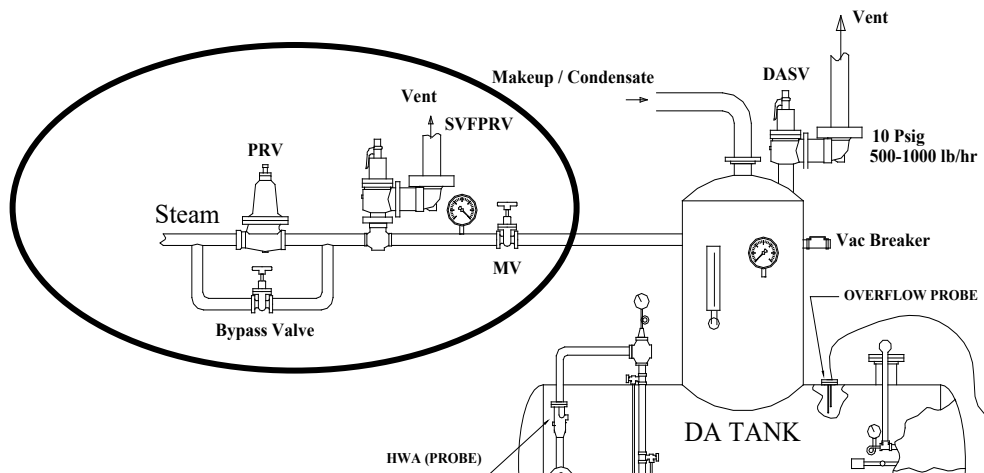 Vent
Makeup / Condensate
DASV
Vent
SVFPRV
10 Psig
500-1000 lb/hr
PRV
Steam
Vac Breaker
MV
OVERFLOW PROBE
Bypass Valve
DA TANK
HWA (PROBE)